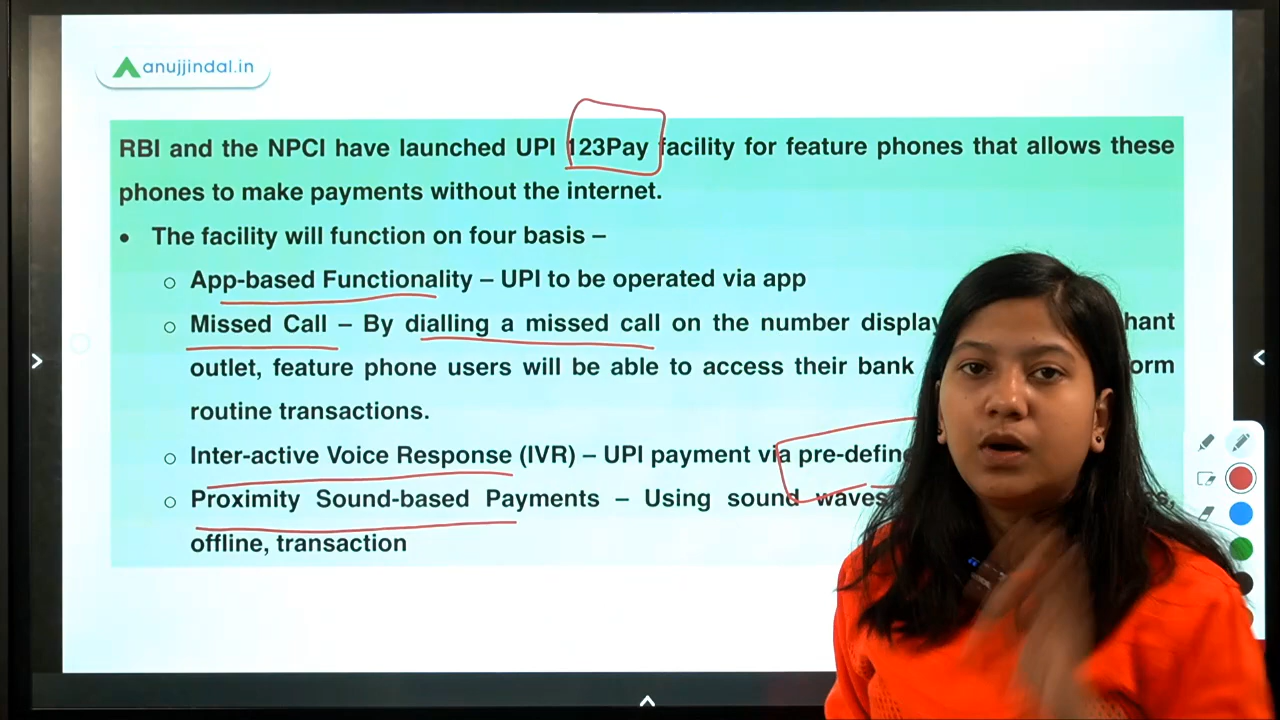 anujjindal.in
RBI and the NPCI have launched UPI 123Pay facility for feature phones that allows these
phones to make payments without the internet.
• The facility will function on four basis –
o App-based Functionality – UPI to be operated via app
o Missed Call – By dialling a missed call on the number
outlet, feature phone users will be able to access their bank
routine transactions.
o Inter-active Voice Response (IVR) – UPI payment via
o Proximity Sound-based Payments – Using sound waves
offline, transaction